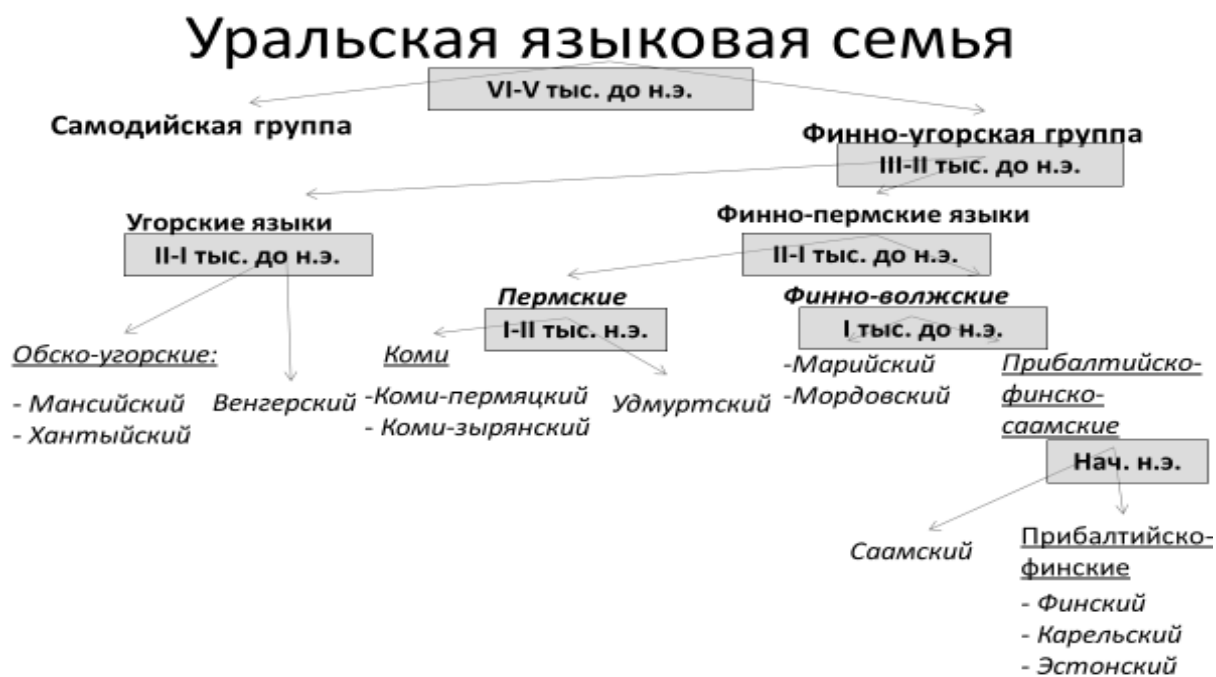 Уральская языковая семья
VI-V тыс. до н.э.
Самодийская группа
Финно-угорская группа
III-II тыс. до н.э.
Угорские языки
Финно-пермские языки
II-I тыс. до н.э.
II-I тыс. до н.э.
Пермские
Финно-волжские
I-II тыс. н.э.
I тыс. до н.э.
Обско-угорские:
- Мансийский
- Хантыйский
Венгерский
Коми
-Коми-пермяцкий
- Коми-зырянский
Удмуртский
-Марийский
-Мордовский
Прибалтийско-
финско-
саамские
Нач. н.э.
Саамский
Прибалтийско-
финские
- Финский
- Карельский
- Эстонский